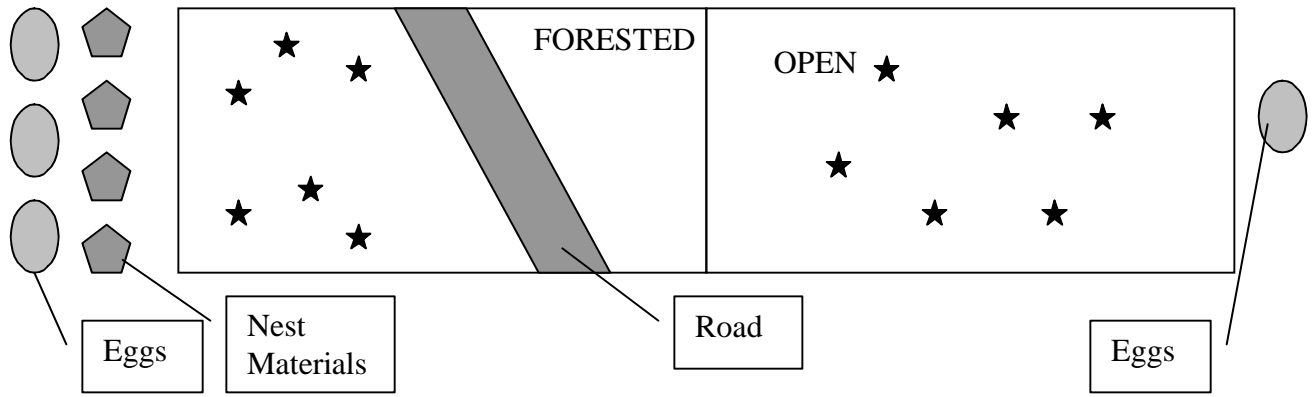 FORESTED
OPEN
Eggs
Nest
Materials
Road
Eggs